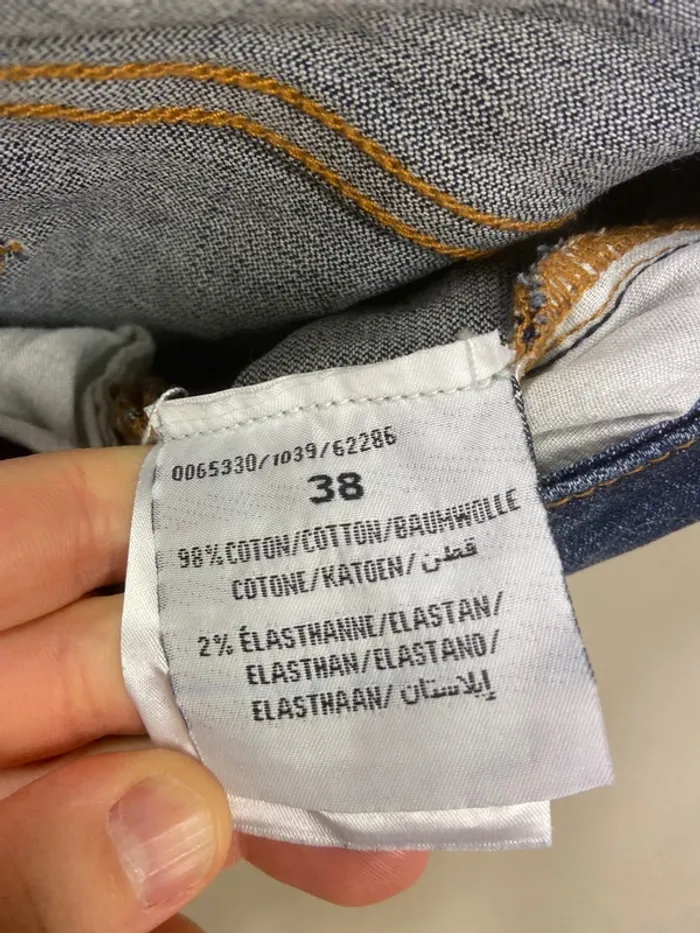 0065330/1039/62286
38
98% COTON/COTTON/BAUMWOLLE
COTONE/KATOEN/ قطن
2% ÉLASTHANNE/ELASTAN/
ELASTHAN/ELASTANO/
ELASTHAAN/ إيلاستان